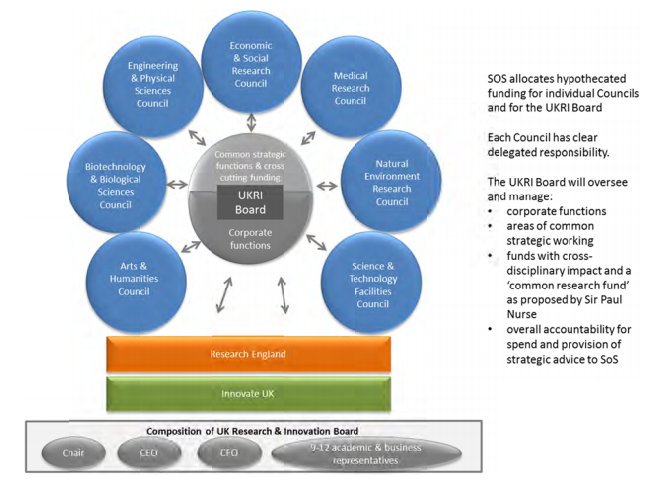 Economic
& Social
Research
Council
Engineering
& Physical
Sciences
Council
Medical
Research
Council
Biotechnology
& Biological
Sciences
Council
Common strategic
functions & cross
cutting funding
UKRI
Board
Corporate
functions
Natural
Environment
Research
Council
Arts &
Humanities
Council
Science &
Technology
Facilities
Council
Research England
Innovate UK
Composition of UK Research & Innovation Board
Chair
CEO
CFO
9-12 academic & business
representatives
SOS allocates hypothecated
funding for individual Councils
and for the UKRI Board
Each Council has clear
delegated responsibility.
The UKRI Board will oversee
and manage:
• corporate functions
• areas of common
strategic working
• funds with cross-
disciplinary impact and a
‘common research fund’
as proposed by Sir Paul
Nurse
• overall accountability for
spend and provision of
strategic advice to SoS